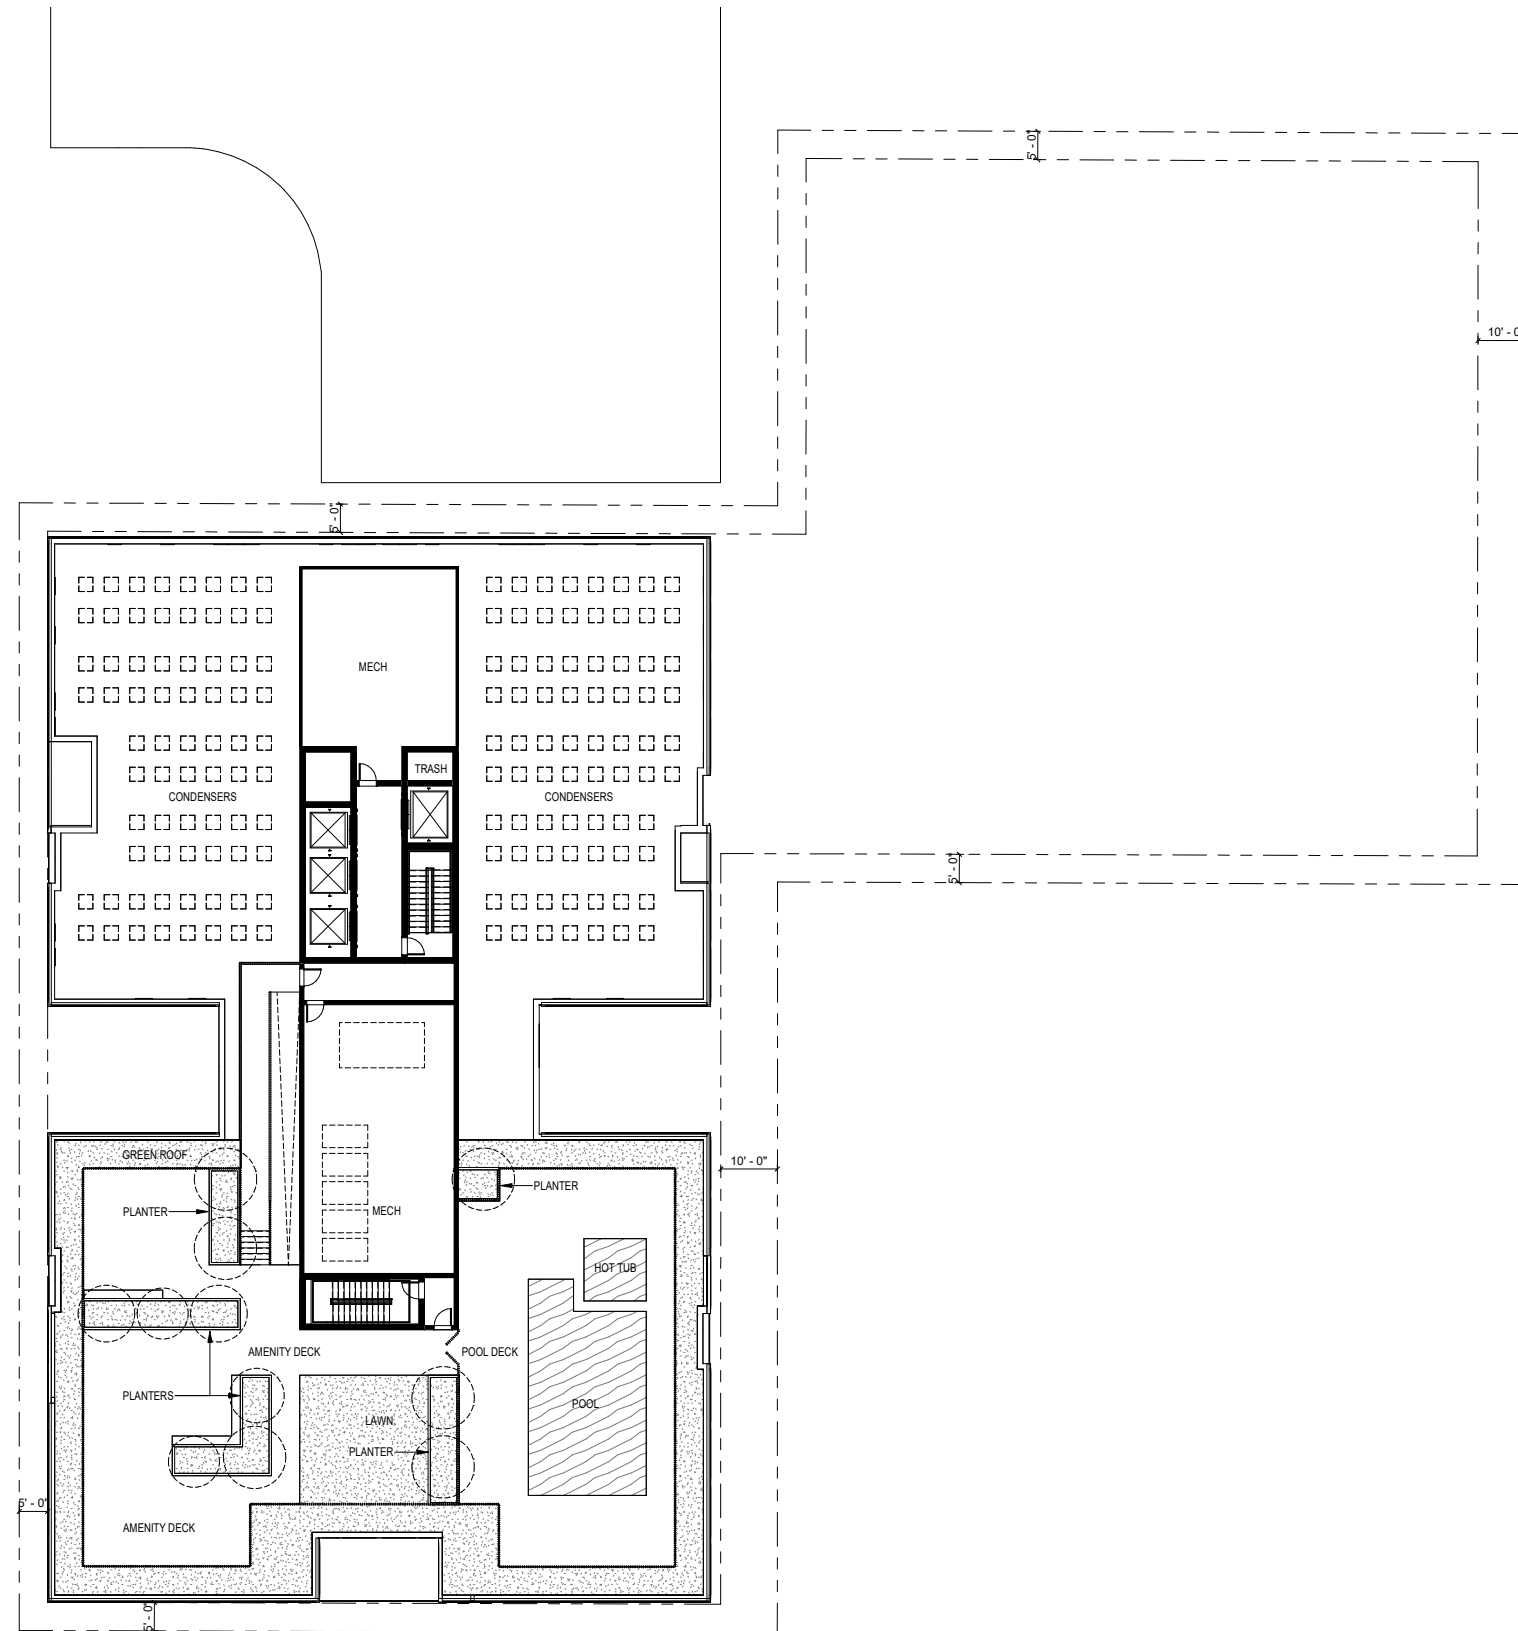 5' - 0"
10' - 0
5' - 0"
MECH
TRASH
CONDENSERS
CONDENSERS
5' - 0"
GREEN ROOF
10' - 0"
PLANTER
PLANTER
MECH
HOT TUB
AMENITY DECK
POOL DECK
PLANTERS
POOL
LAWN
PLANTER
5' - 0"
AMENITY DECK
5' - 0"